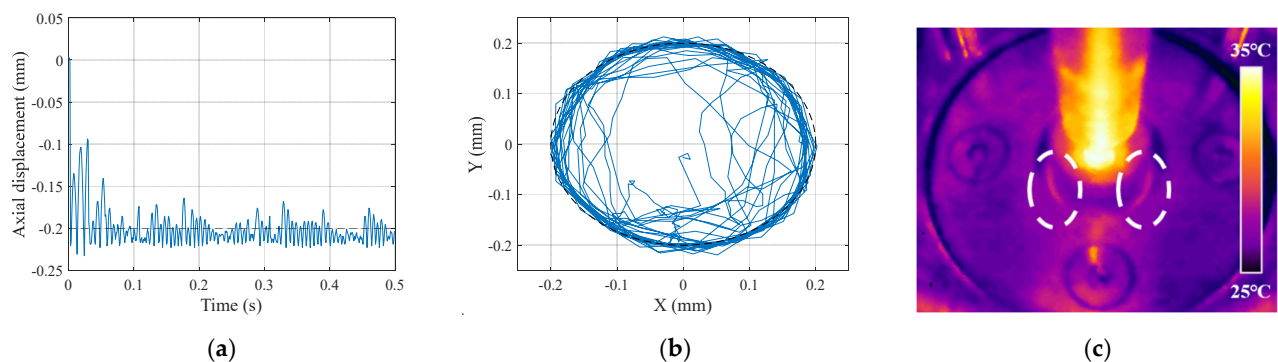 0.05
0
-0.05
-0.1
-0.15
-0.2
-0.25
Axial displacement (mm)
0 0.1 0.2 0.3 0.4 0.5
Time (s)
(a)
0.2
0.1
0
-0.1
-0.2
Y (mm)
-0.2 -0.1 0 0.1 0.2
X (mm)
(b)
35℃
25℃
(c)